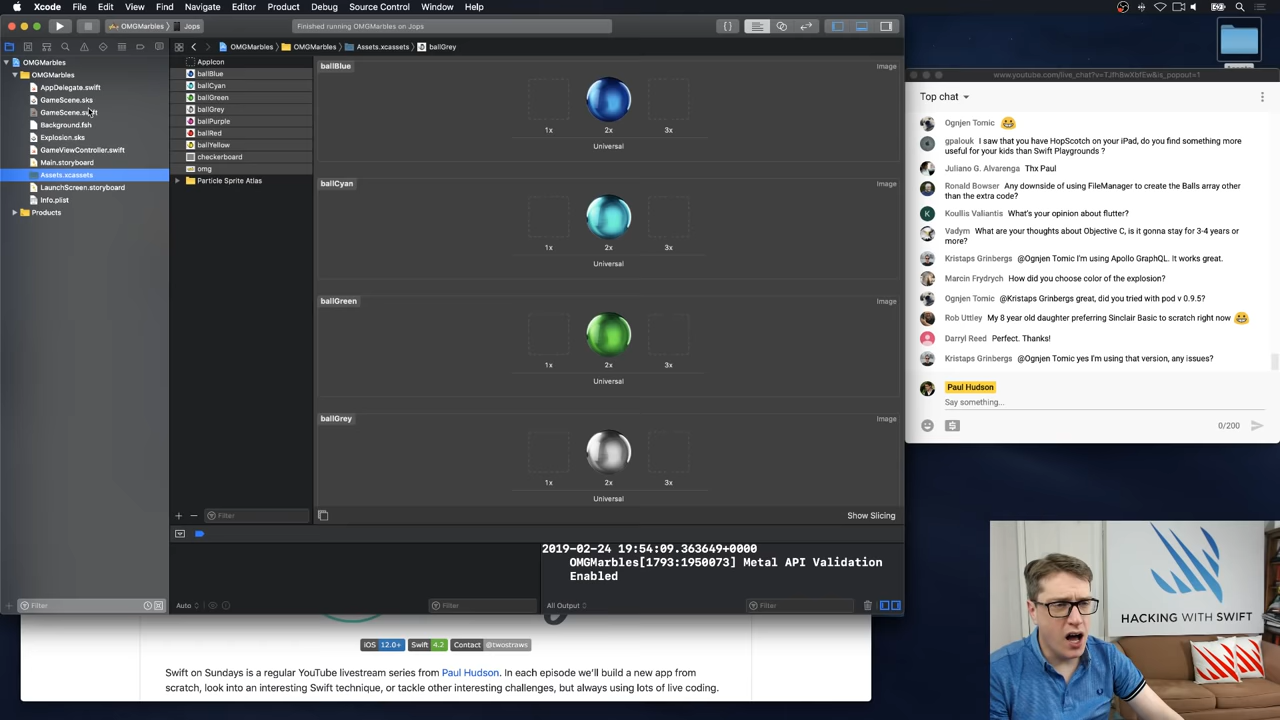 Xcode File Edit View Find Navigate Editor Product Debug Source Control Window Help
OMGMarbles
Jops
Finished running OMGMarbles on Jops
OMGMarbles
OMGMarbles
AppDelegate.swift
GameScene.sks
GameScene.swift
Background.fsh
Explosion.sks
GameViewController.swift
Main.storyboard
Assets.xcassets
LaunchScreen.storyboard
Info.plist
Products
Filter
OMGMarbles
OMGMarbles
Assets.xcassets
ballGrey
AppIcon
ballBlue
ballCyan
ballGreen
ballGrey
ballPurple
ballRed
ballYellow
checkerboard
omg
Particle Sprite Atlas
Filter
ballBlue Image
1x 2x 3x
Universal
ballCyan Image
1x 2x 3x
Universal
ballGreen Image
1x 2x 3x
Universal
ballGrey Image
1x 2x 3x
Universal
Show Slicing
2019-02-24 19:54:09.363649+0000
OMGMarbles[1793:1950073] Metal API Validation
Enabled
Auto
Filter
All Output
Filter
www.youtube.com/live_chat?v=TJfh8wXbfEw&is_popout=1
Top chat
Ognjen Tomic
gpalouk I saw that you have HopScotch on your iPad, do you find something more
useful for your kids than Swift Playgrounds ?
Juliano G. Alvarenga Thx Paul
Ronald Bowser Any downside of using FileManager to create the Balls array other
than the extra code?
Koullis Valiantis What's your opinion about flutter?
Vadym What are your thoughts about Objective C, is it gonna stay for 3-4 years or
more?
Kristaps Grinbergs @Ognjen Tomic I'm using Apollo GraphQL. It works great.
Marcin Frydrych How did you choose color of the explosion?
Ognjen Tomic @Kristaps Grinbergs great, did you tried with pod v 0.9.5?
Rob Uttley My 8 year old daughter preferring Sinclair Basic to scratch right now
Darryl Reed Perfect. Thanks!
Kristaps Grinbergs @Ognjen Tomic yes I'm using that version, any issues?
Paul Hudson
Say something...
0/200
iOS 12.0+ Swift 4.2 Contact @twostraws
Swift on Sundays is a regular YouTube livestream series from Paul Hudson. In each episode we'll build a new app from
scratch, look into an interesting Swift technique, or tackle other interesting challenges, but always using lots of live coding.
HACKING WITH SWIFT